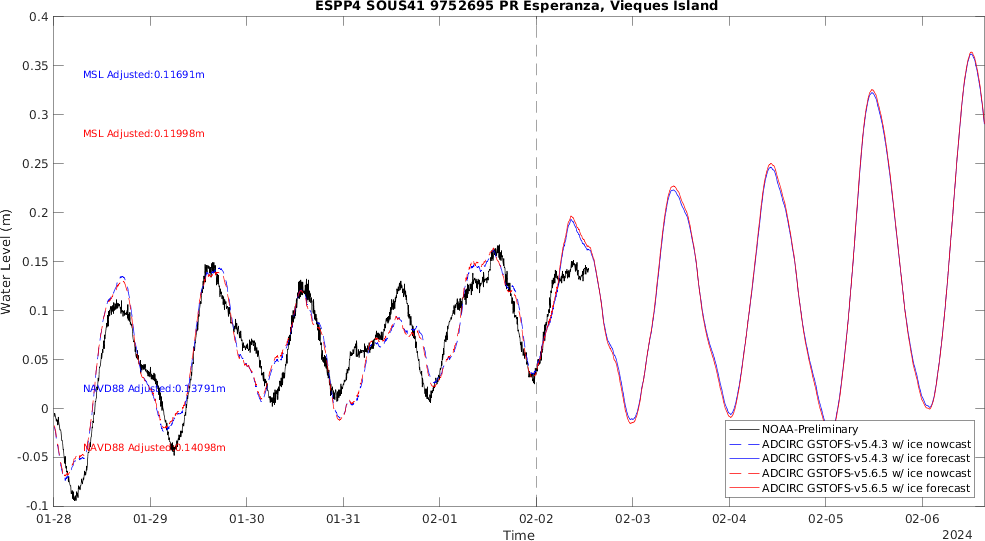 ESPP4 SOUS41 9752695 PR Esperanza, Vieques Island
0.4
0.35
0.3
0.25
0.2
0.15
0.1
0.05
0
-0.05
-0.1
Water Level (m)
MSL Adjusted:0.11691m
MSL Adjusted:0.11998m
NAVD88 Adjusted:0.13791m
NAVD88 Adjusted:0.14098m
NOAA-Preliminary
ADCIRC GSTOFS-v5.4.3 w/ ice nowcast
ADCIRC GSTOFS-v5.4.3 w/ ice forecast
ADCIRC GSTOFS-v5.6.5 w/ ice nowcast
ADCIRC GSTOFS-v5.6.5 w/ ice forecast
01-28 01-29 01-30 01-31 02-01 02-02 02-03 02-04 02-05 02-06
Time
2024